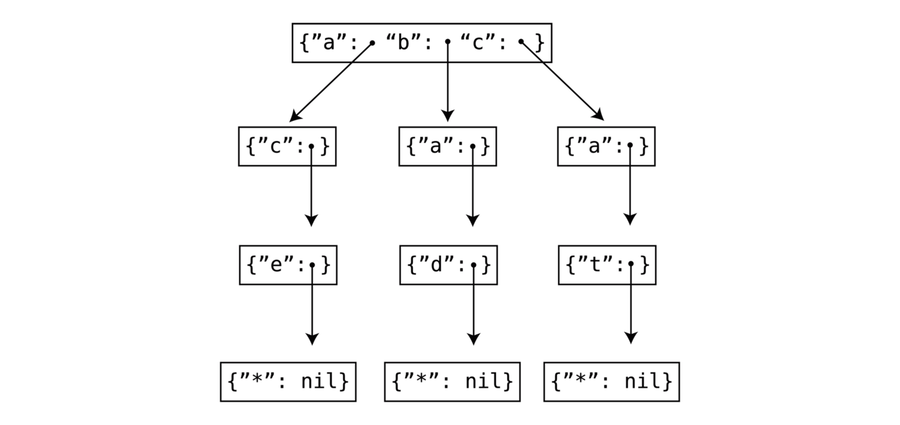 {”a”: “b”: “c”: }
{”c”: } {”a”: } {”a”: }
{”e”: } {”d”: } {”t”: }
{”*”: nil} {”*”: nil} {”*”: nil}